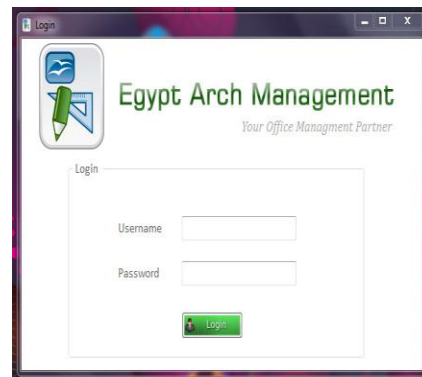 Login
Egypt Arch Management
Your Office Managment Partner
Login
Username
Password
Login